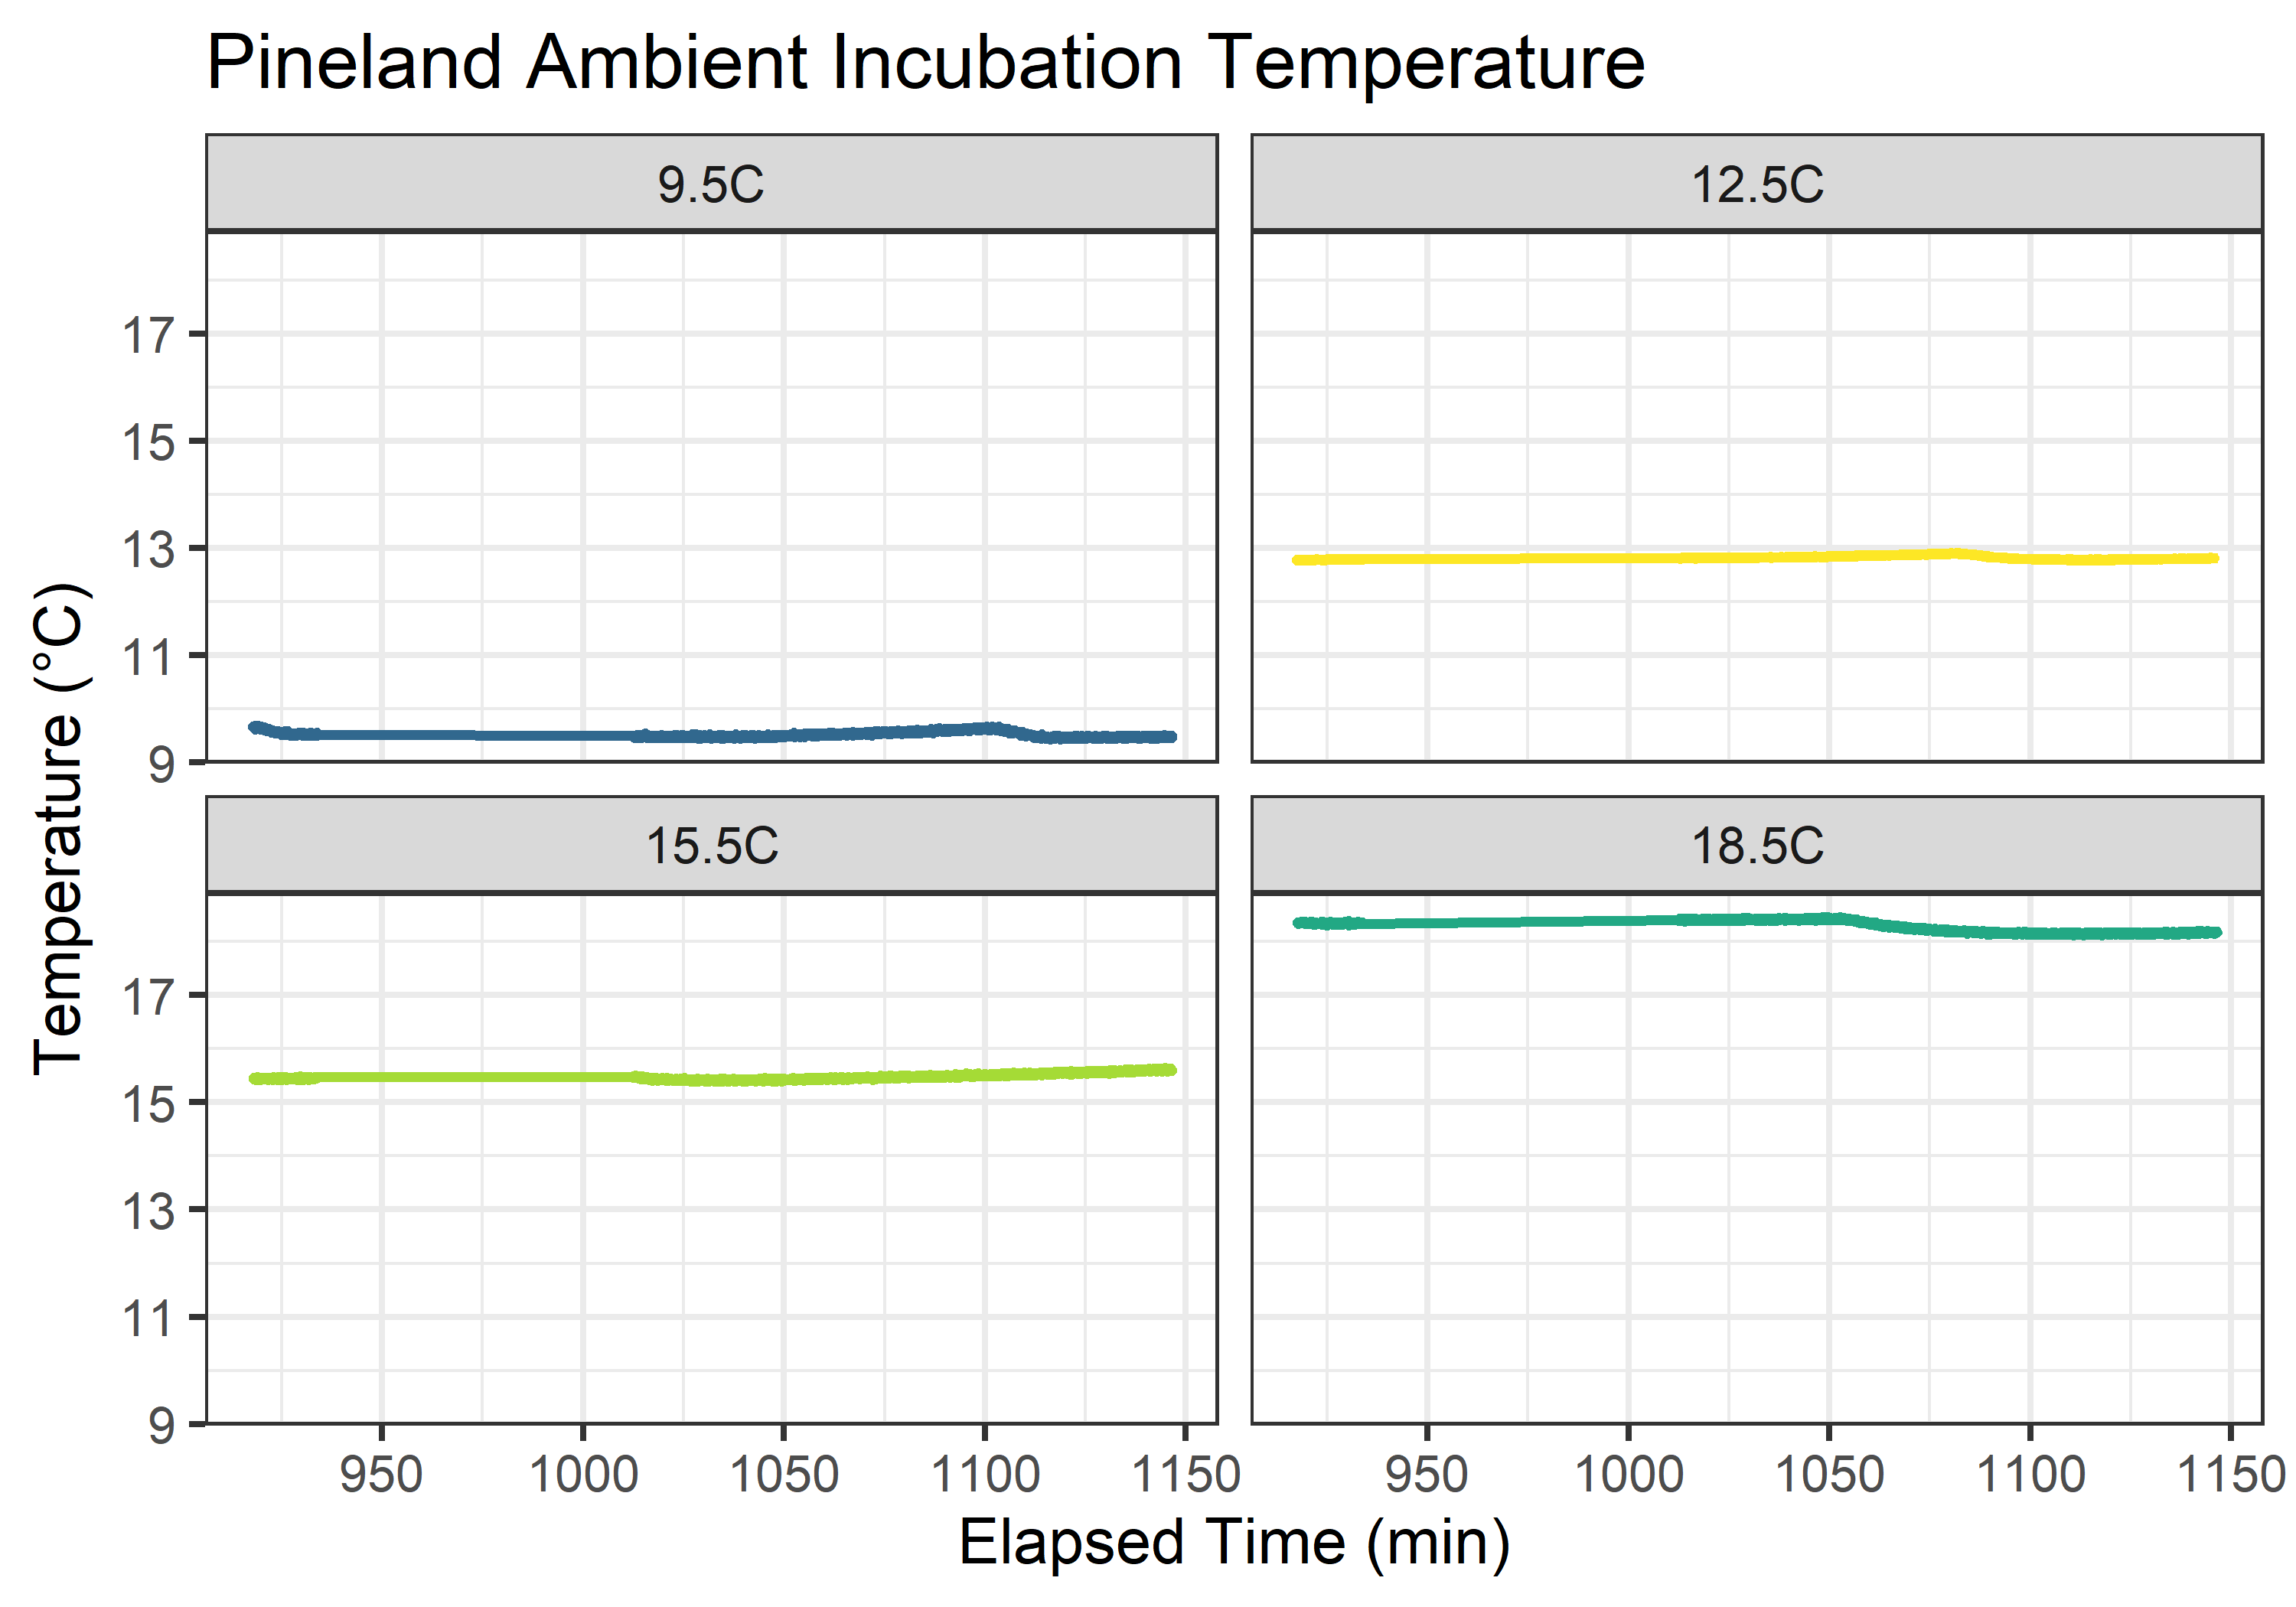 Pineland Ambient Incubation Temperature
9.5C
12.5C
17
15
13
11
9
15.5C
18.5C
17
15
13
11
9
Temperature (°C)
950 1000 1050 1100 1150 950 1000 1050 1100 1150
Elapsed Time (min)